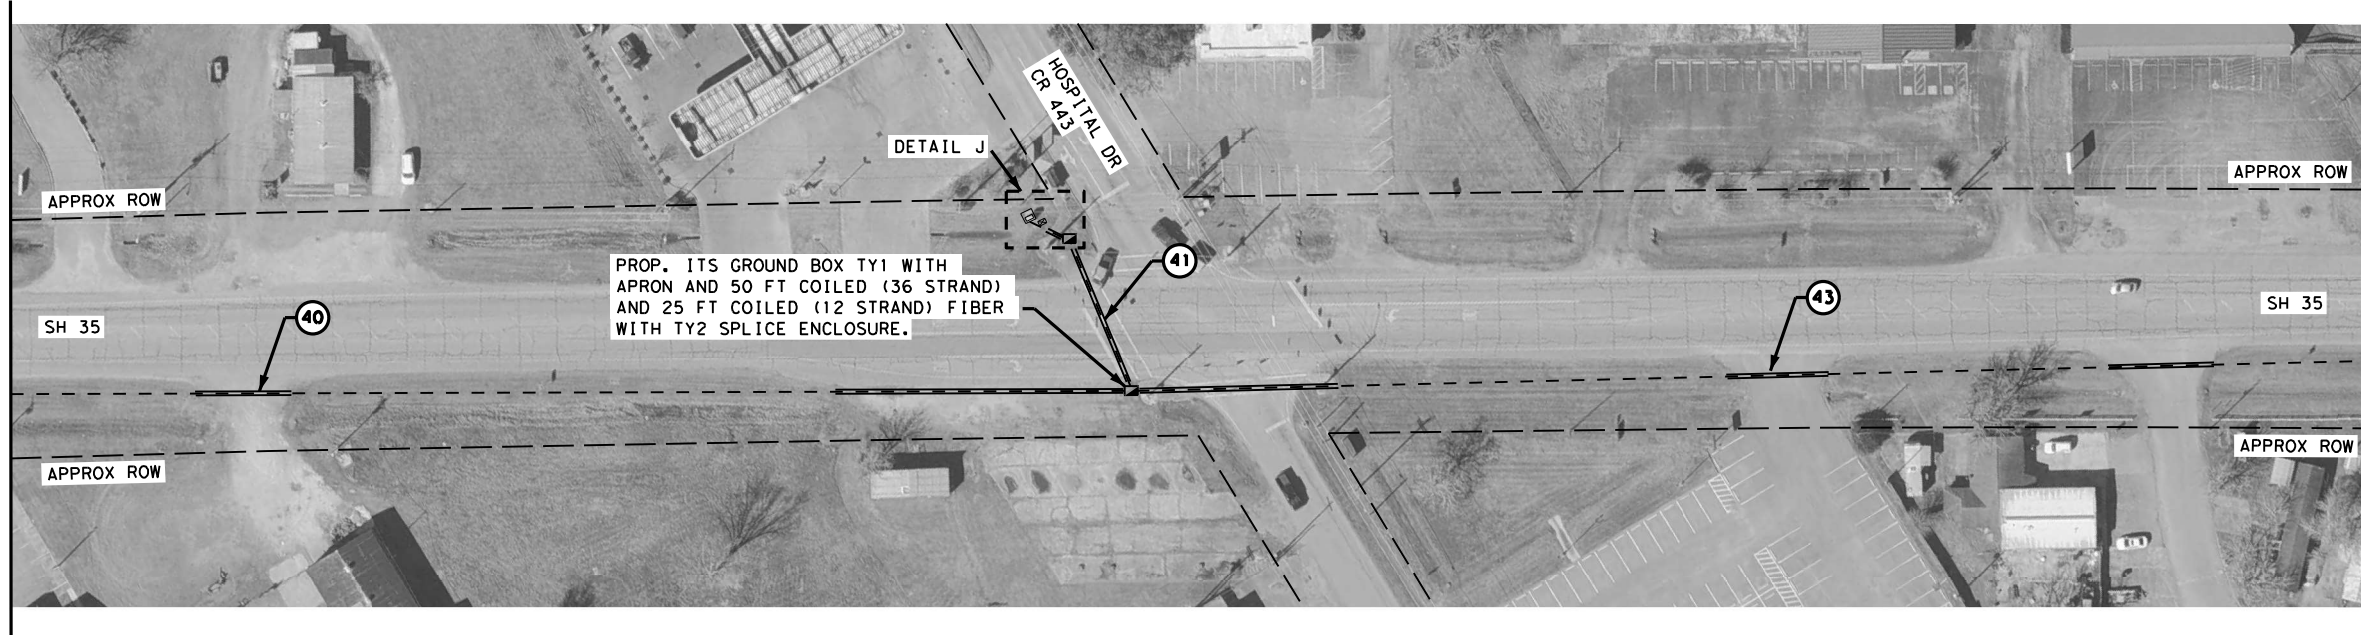 HOSPITAL DR
CR 443
DETAIL J
APPROX ROW
APPROX ROW
41
PROP. ITS GROUND BOX TY1 WITH
APRON AND 50 FT COILED (36 STRAND)
AND 25 FT COILED (12 STRAND) FIBER
WITH TY2 SPLICE ENCLOSURE.
40
43
SH 35
SH 35
APPROX ROW
APPROX ROW